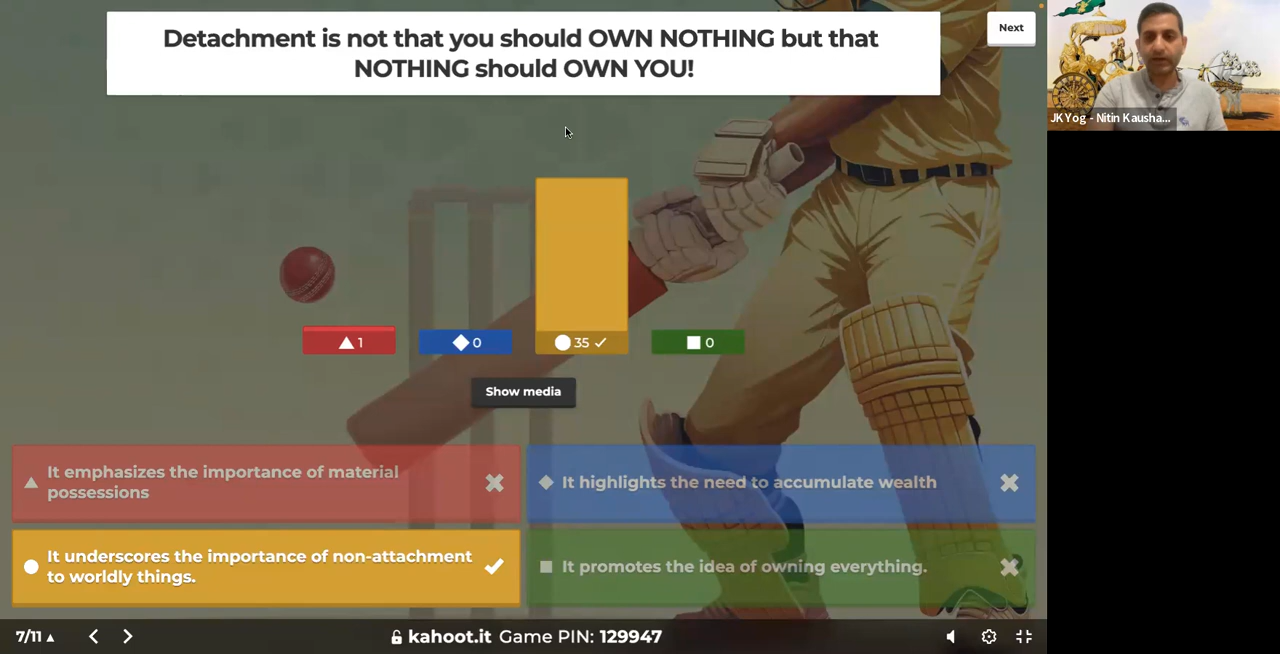 Detachment is not that you should OWN NOTHING but that
NOTHING should OWN YOU!
Next
JKYog - Nitin Kausha...
1
0
35
0
Show media
It emphasizes the importance of material
possessions
It highlights the need to accumulate wealth
It underscores the importance of non-attachment
to worldly things.
It promotes the idea of owning everything.
7/11
kahoot.it Game PIN: 129947